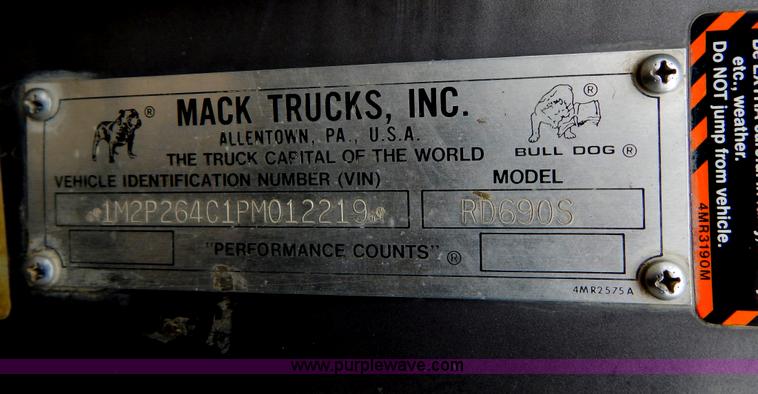 MACK TRUCKS, INC.
ALLENTOWN, PA., U.S.A.
THE TRUCK CAPITAL OF THE WORLD
BULL DOG ®
VEHICLE IDENTIFICATION NUMBER (VIN)
MODEL
1M2P264C1PM012219
RD690S
"PERFORMANCE COUNTS" ®
4MR2575A
etc., weather.
Do NOT jump from vehicle.
4MR3190M
www.purplewave.com